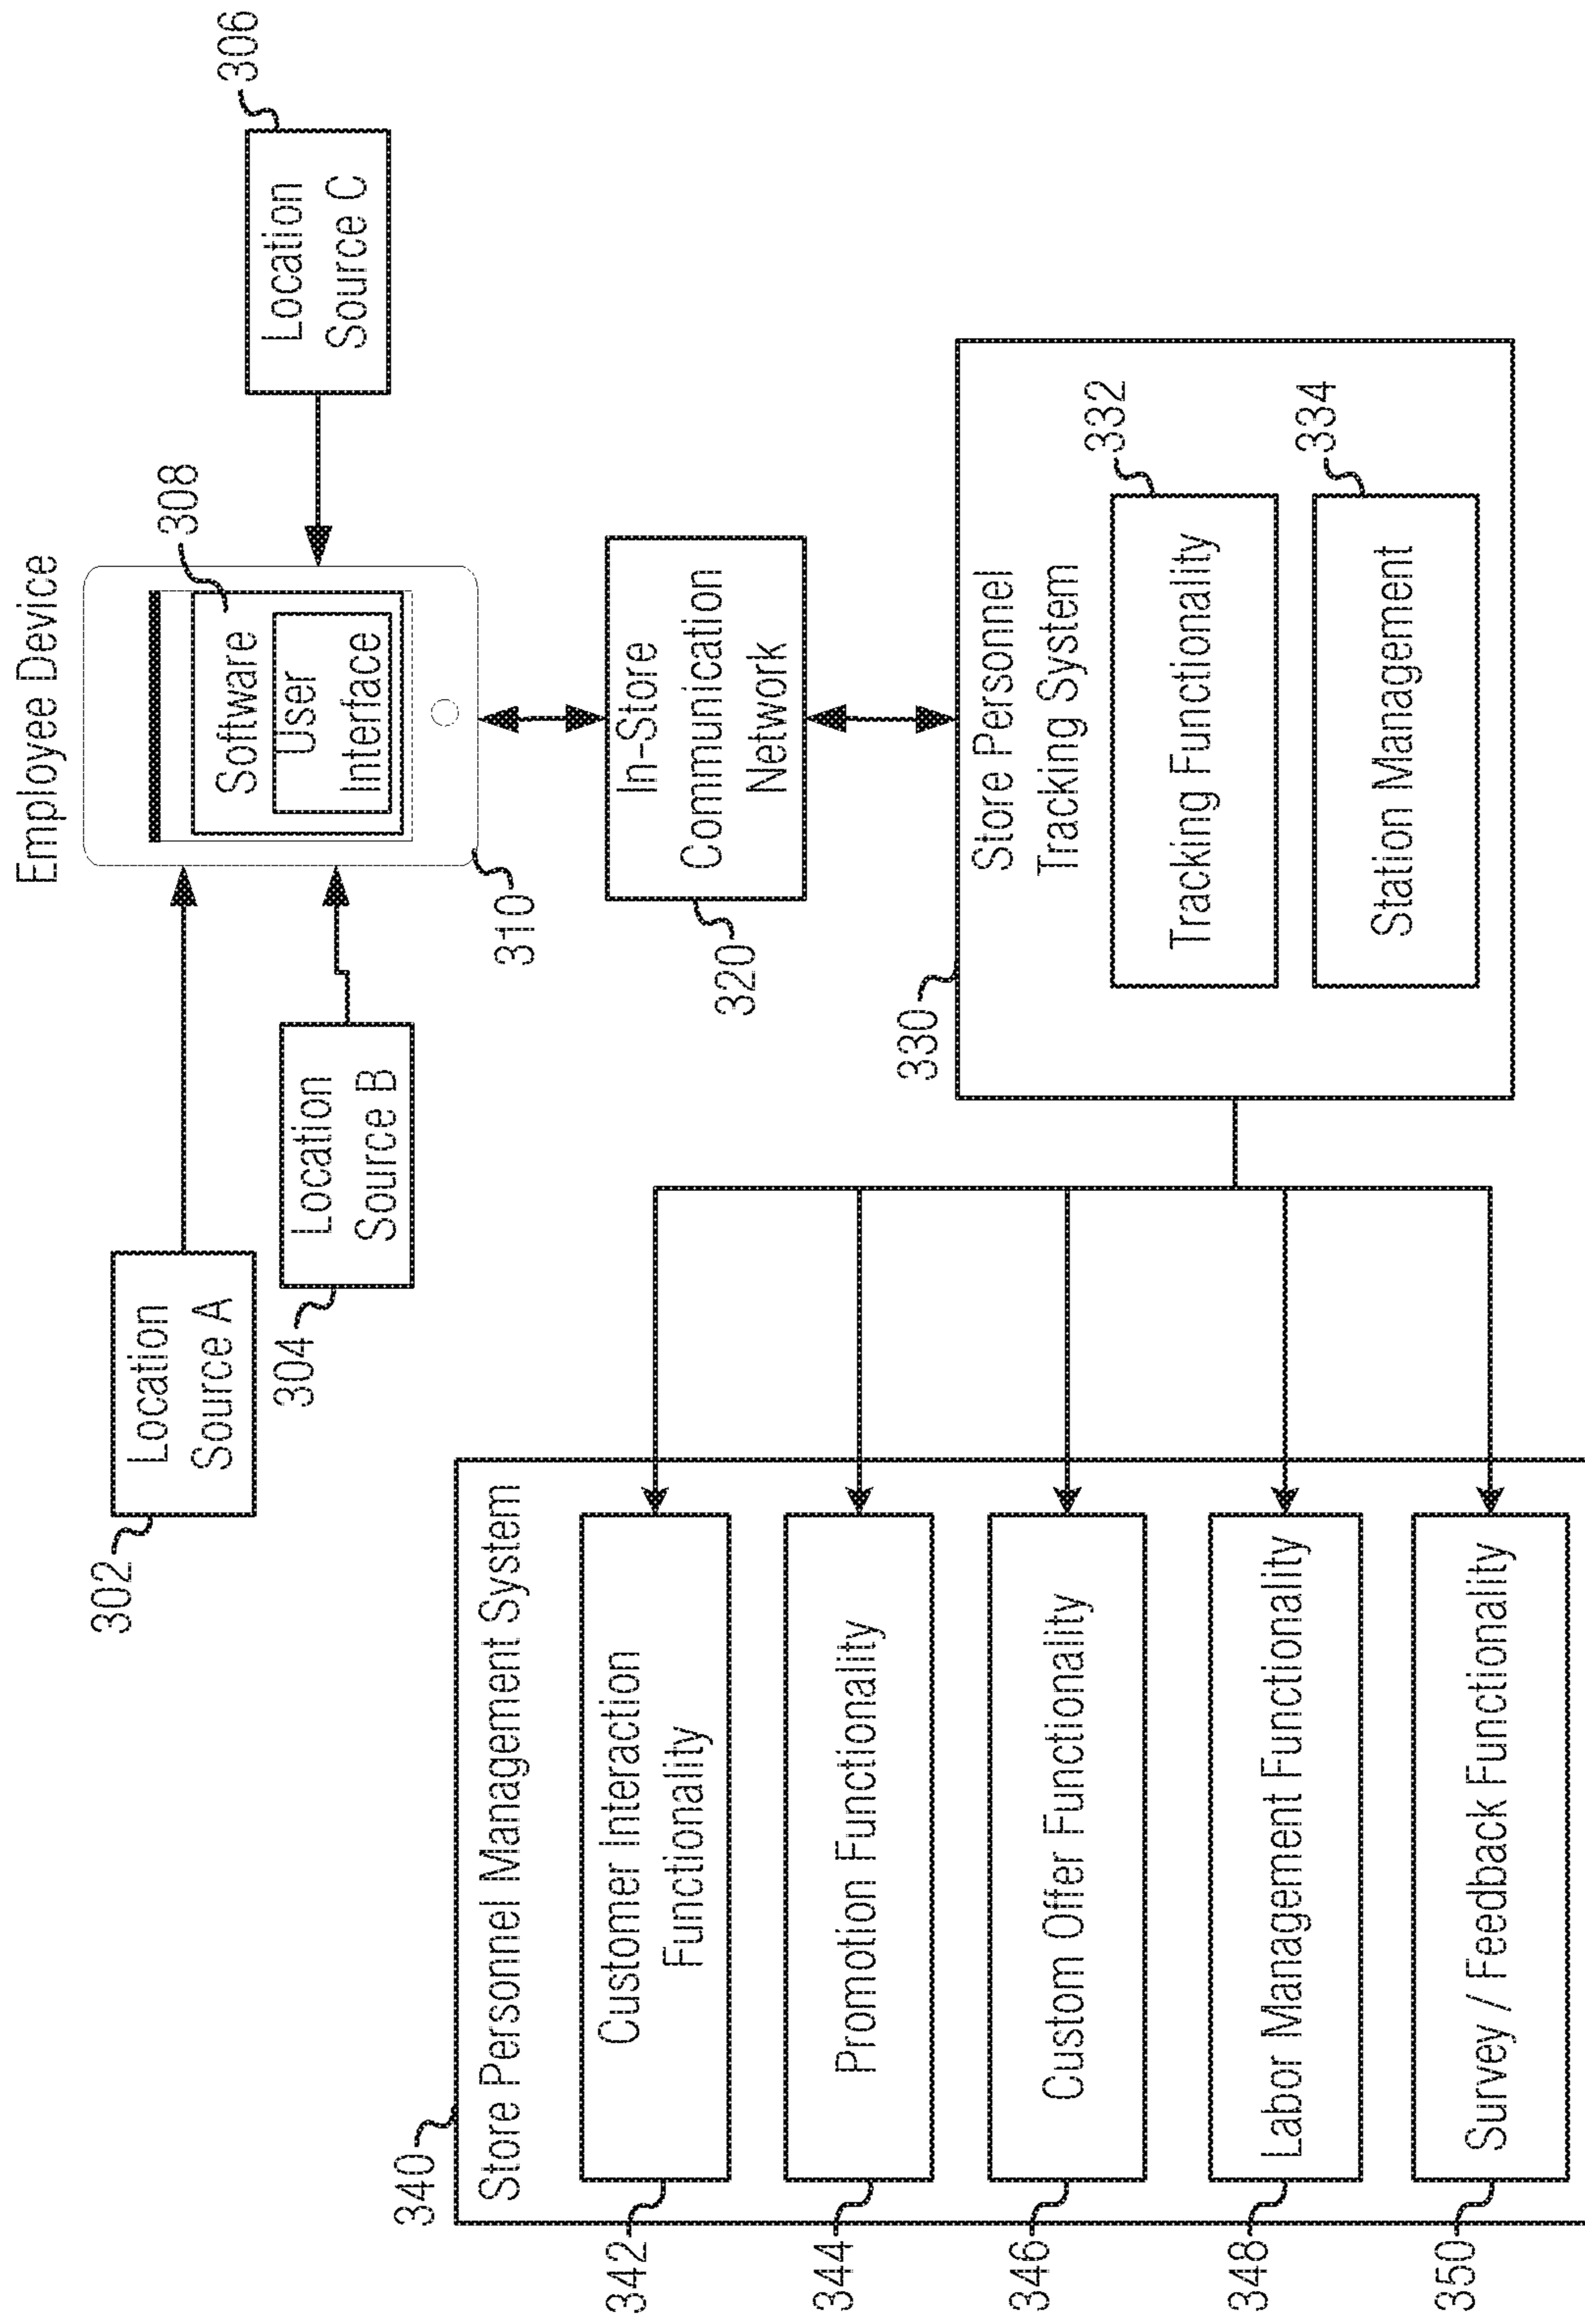 Employee Device
302
Location
Source A
304
Location
Source B
308
Software
User
Interface
310
306
Location
Source C
320
In-Store
Communication
Network
330
Store Personnel
Tracking System
332
Tracking Functionality
334
Station Management
340
Store Personnel Management System
342
Customer Interaction
Functionality
344
Promotion Functionality
346
Custom Offer Functionality
348
Labor Management Functionality
350
Survey / Feedback Functionality